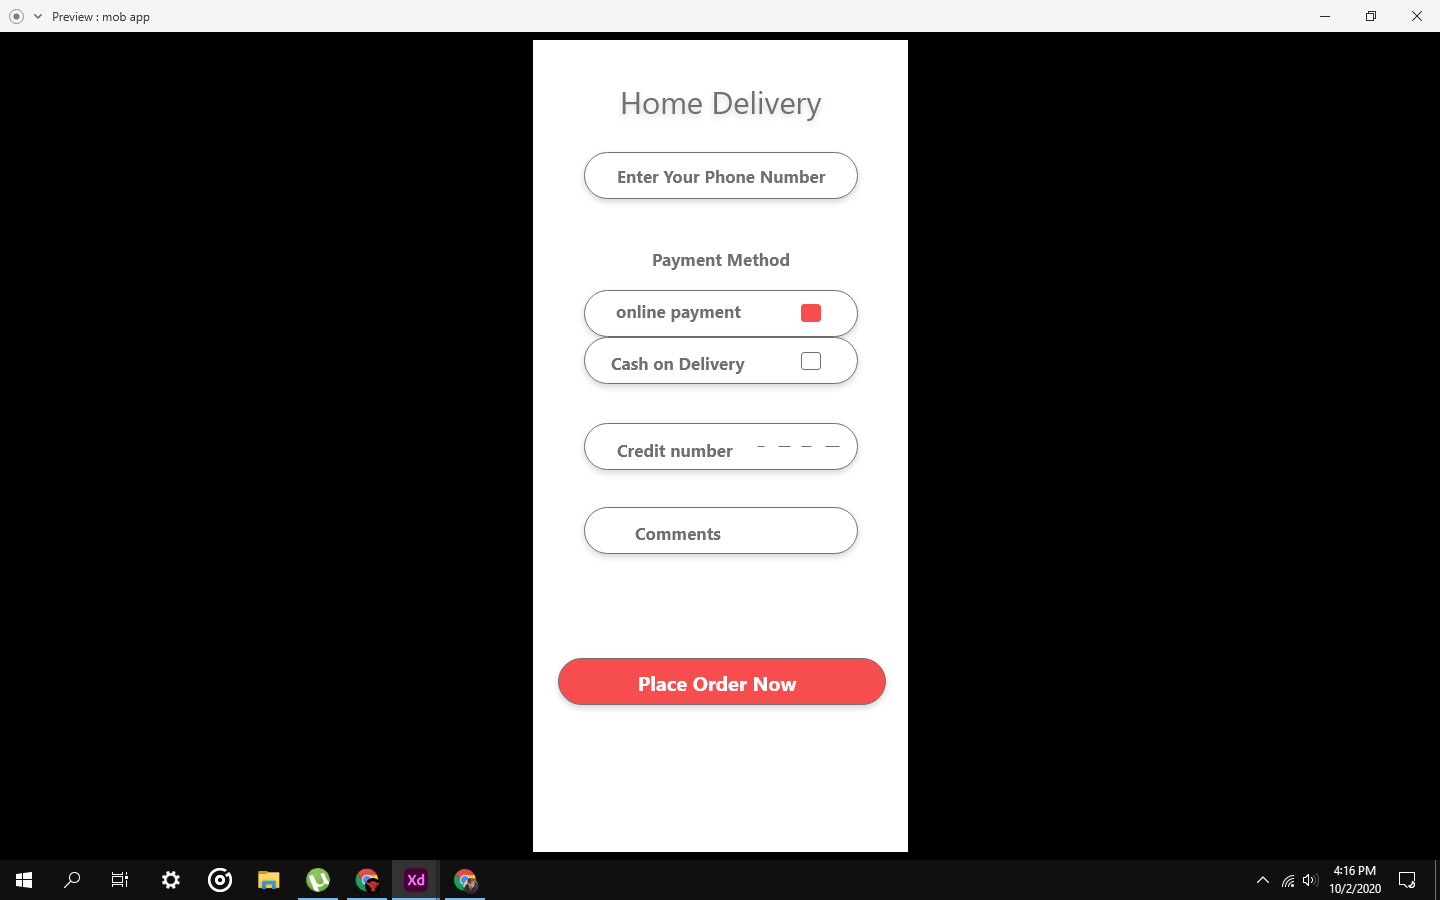 Preview : mob app
Home Delivery
Enter Your Phone Number
Payment Method
online payment
Cash on Delivery
Credit number _ _ _ _
Comments
Place Order Now
Xd
4:16 PM
10/2/2020